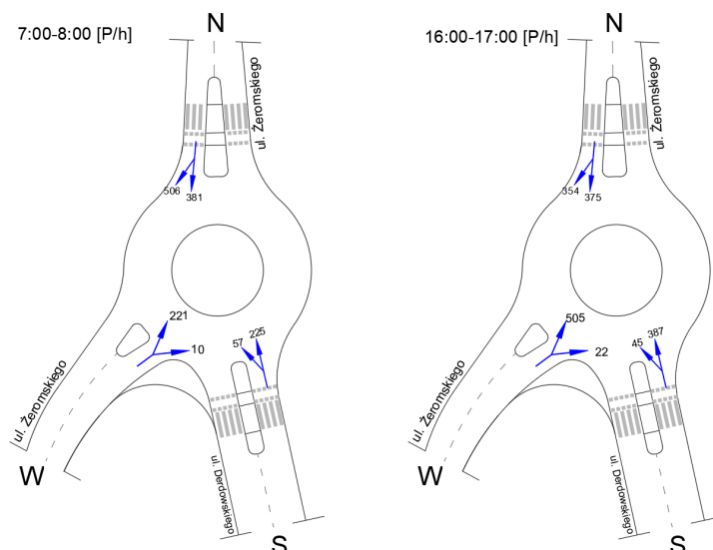 7:00-8:00 [P/h]
N
ul. Żeromskiego
506
381
221
10
57
225
ul. Żeromskiego
W
ul. Derdowskiego
S
16:00-17:00 [P/h]
N
ul. Żeromskiego
354
375
505
22
45
387
ul. Żeromskiego
W
ul. Derdowskiego
S